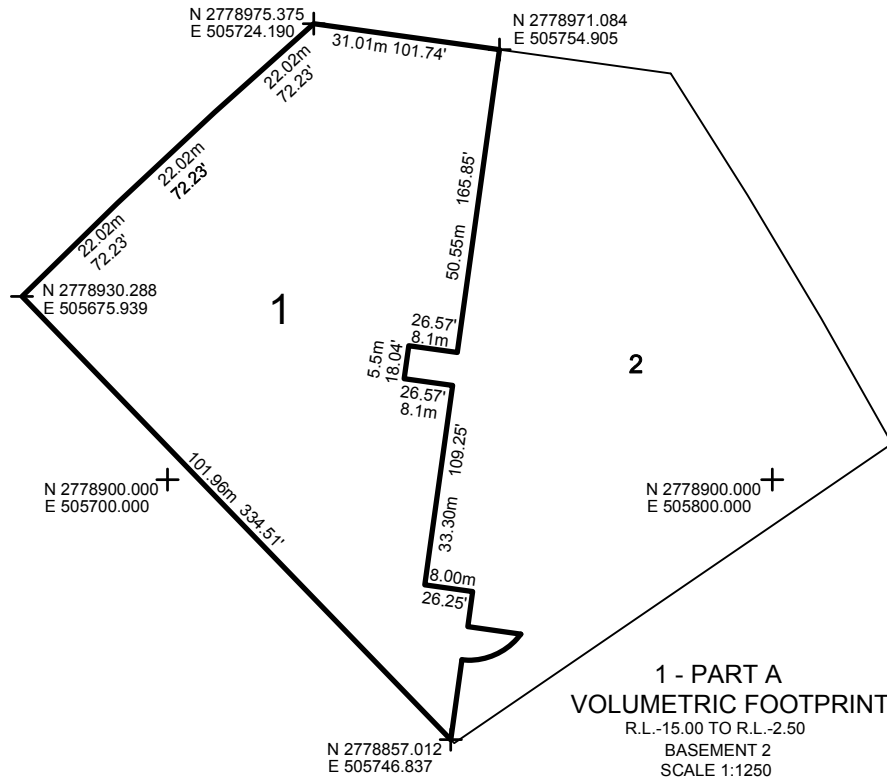 N 2778975.375
E 505724.190
N 2778971.084
E 505754.905
31.01m 101.74'
22.02m
72.23'
22.02m
72.23'
22.02m
72.23'
165.85'
50.55m
N 2778930.288
E 505675.939
1
26.57'
8.1m
5.5m
18.04'
26.57'
8.1m
2
109.25'
33.30m
101.96m 334.51'
N 2778900.000
E 505700.000
N 2778900.000
E 505800.000
8.00m
26.25'
1 - PART A
VOLUMETRIC FOOTPRINT
R.L.-15.00 TO R.L.-2.50
BASEMENT 2
SCALE 1:1250
N 2778857.012
E 505746.837